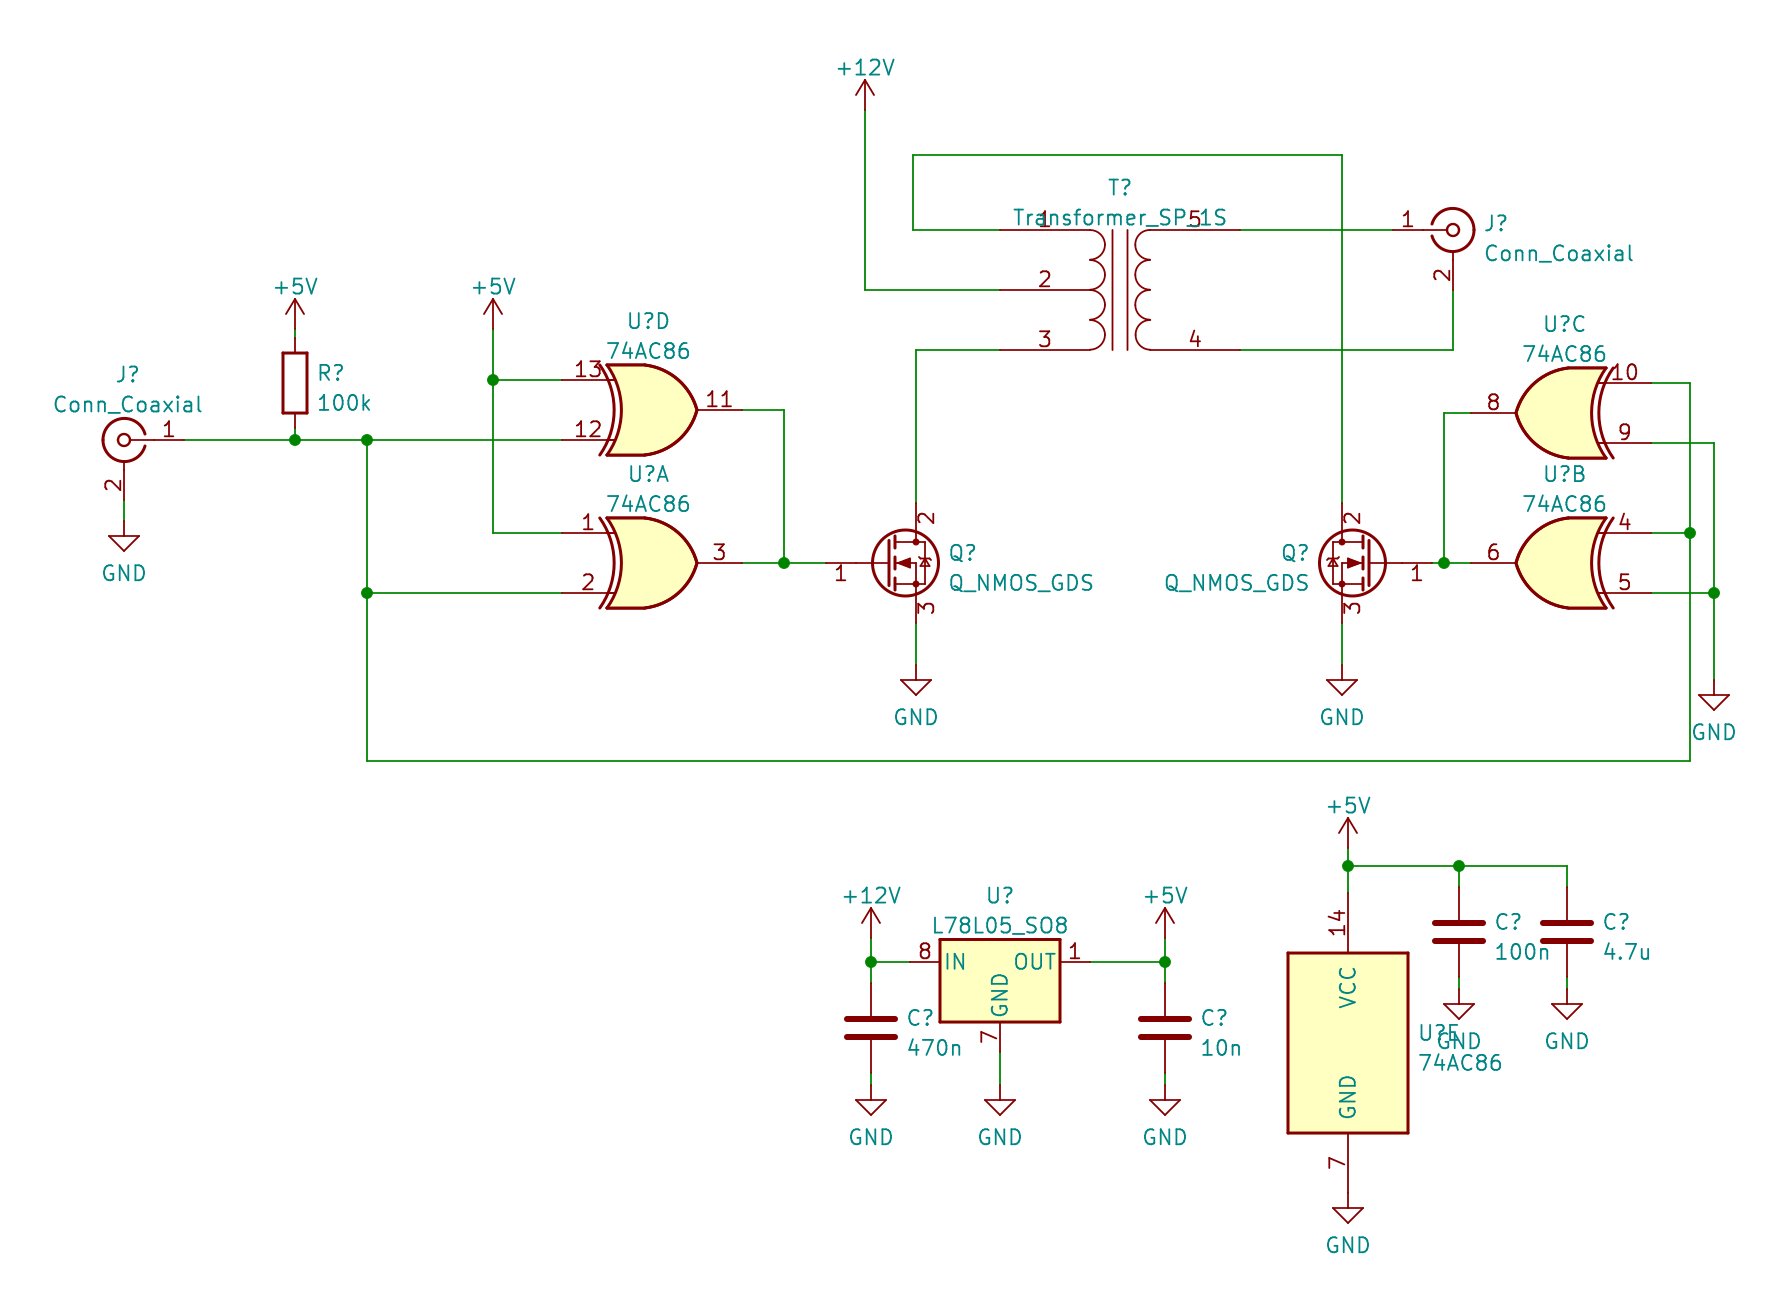 +12V
T?
Transformer_SP_1S
1
5
2
3
4
1
J?
Conn_Coaxial
2
+5V
+5V
R?
100k
J?
Conn_Coaxial
1
2
GND
U?D
74AC86
13
12
11
U?A
74AC86
1
2
3
1
2
3
Q?
Q_NMOS_GDS
GND
Q?
Q_NMOS_GDS
2
1
3
GND
U?C
74AC86
10
9
8
U?B
74AC86
4
5
6
GND
+12V
U?
L78L05_SO8
8
IN
OUT
1
GND
7
+5V
C?
470n
C?
10n
GND
GND
GND
+5V
14
VCC
GND
7
U?E
74AC86
C?
100n
C?
4.7u
GND
GND
GND